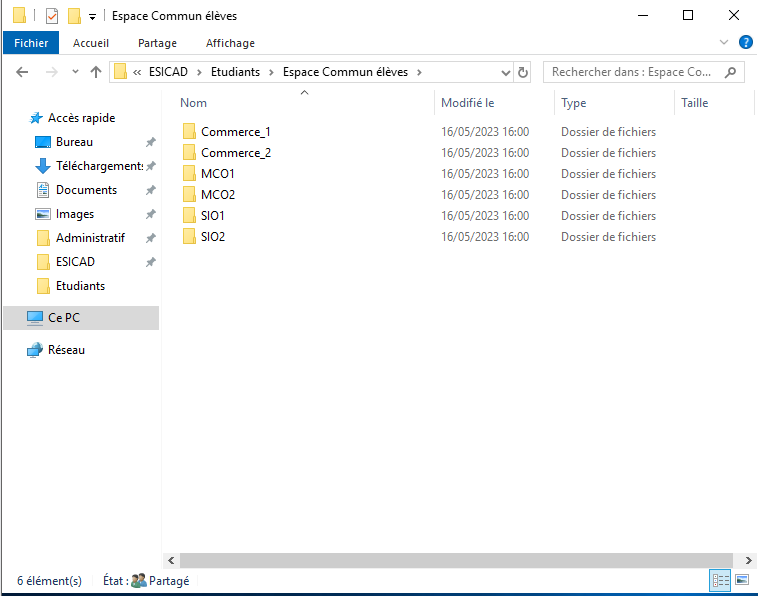 Espace Commun élèves
Fichier Accueil Partage Affichage
« ESICAD > Etudiants > Espace Commun élèves > Rechercher dans : Espace Co...
Nom Modifié le Type Taille
Accès rapide
Bureau
Téléchargements
Documents
Images
Administratif
ESICAD
Etudiants
Ce PC
Réseau
Commerce_1 16/05/2023 16:00 Dossier de fichiers
Commerce_2 16/05/2023 16:00 Dossier de fichiers
MCO1 16/05/2023 16:00 Dossier de fichiers
MCO2 16/05/2023 16:00 Dossier de fichiers
SIO1 16/05/2023 16:00 Dossier de fichiers
SIO2 16/05/2023 16:00 Dossier de fichiers
6 élément(s) État : Partagé